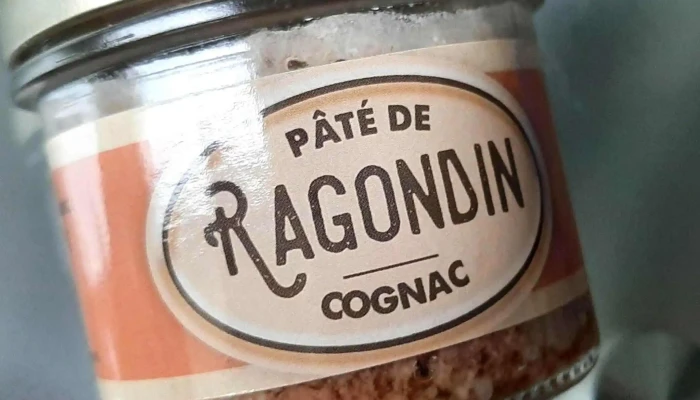 PÂTÉ DE
RAGONDIN
COGNAC